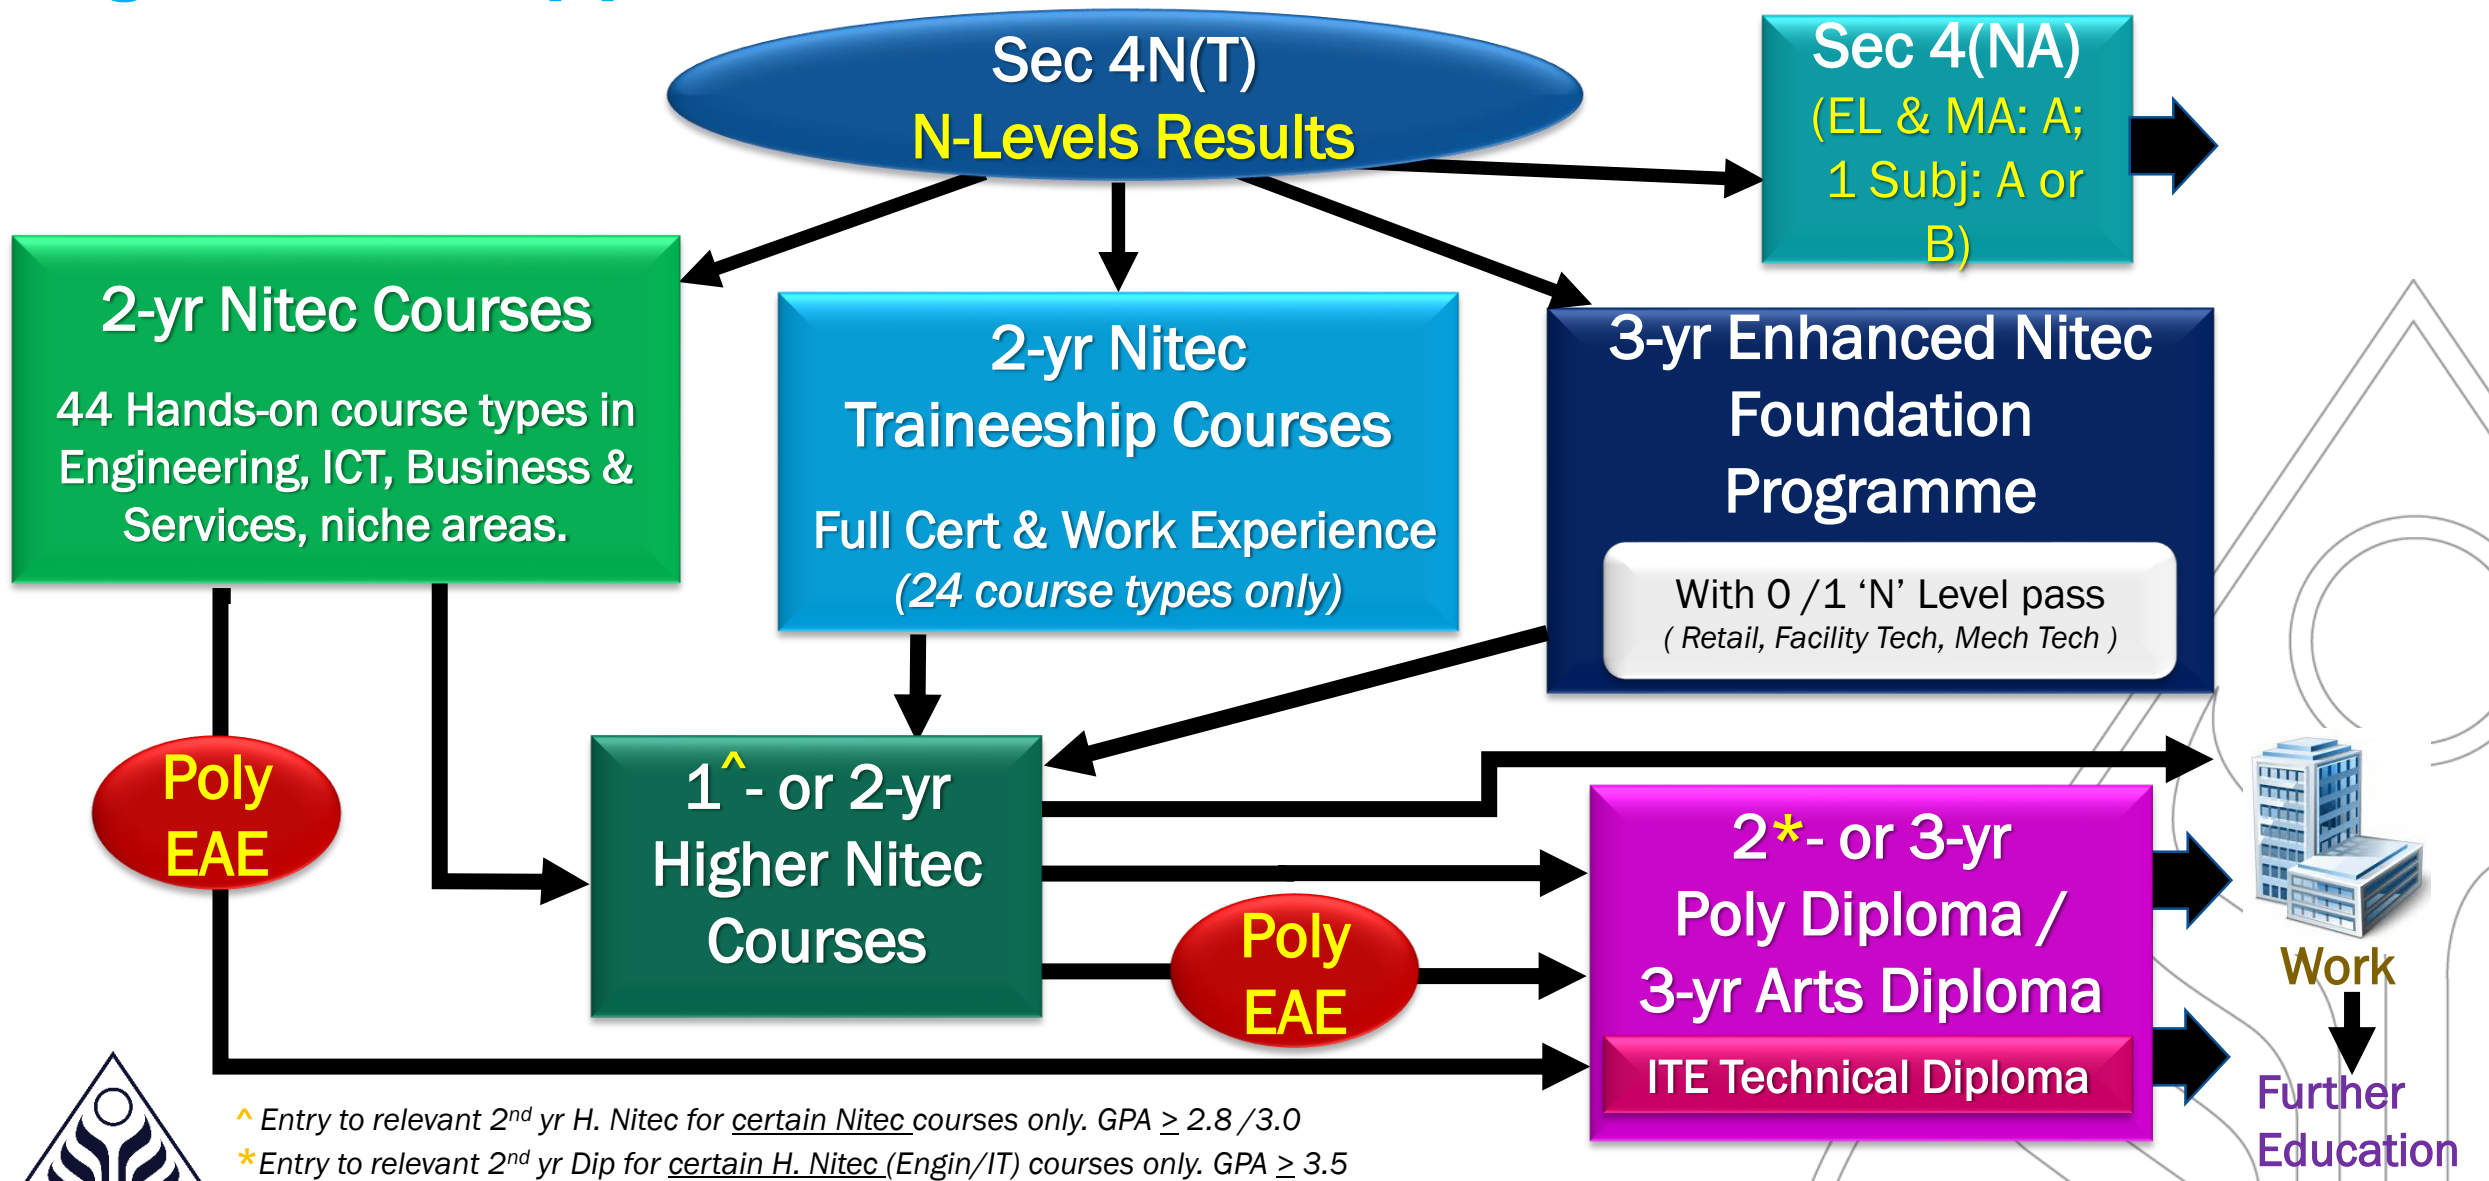 Sec 4N(T)
N-Levels Results
Sec 4(NA)
(EL & MA: A;
1 Subj: A or
B)
2-yr Nitec Courses
44 Hands-on course types in
Engineering, ICT, Business &
Services, niche areas.
2-yr Nitec
Traineeship Courses
Full Cert & Work Experience
(24 course types only)
3-yr Enhanced Nitec
Foundation
Programme
With 0 /1 ‘N’ Level pass
( Retail, Facility Tech, Mech Tech )
Poly
EAE
1^- or 2-yr
Higher Nitec
Courses
Poly
EAE
2*- or 3-yr
Poly Diploma /
3-yr Arts Diploma
ITE Technical Diploma
Work
Further
Education
^ Entry to relevant 2nd yr H. Nitec for certain Nitec courses only. GPA ≥ 2.8 /3.0
*Entry to relevant 2nd yr Dip for certain H. Nitec (Engin/IT) courses only. GPA ≥ 3.5